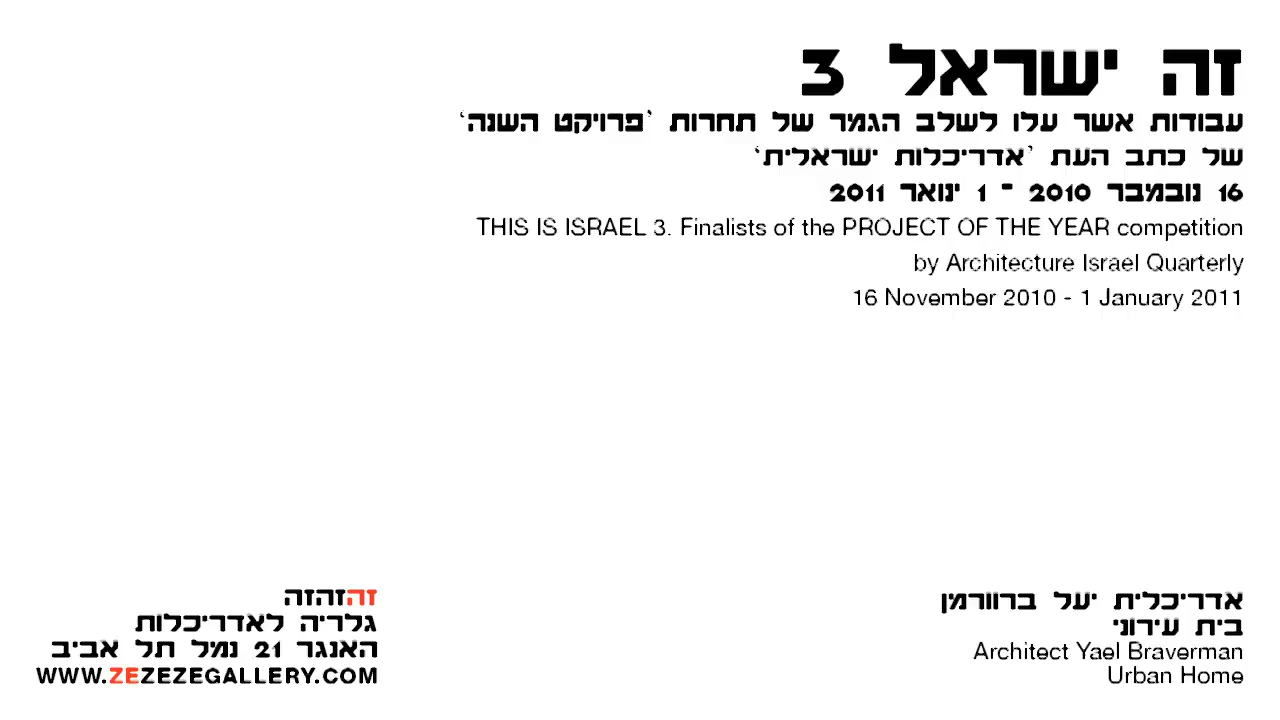 זה ישראל 3
עבודות אשר עלו לשלב הגמר של תחרות 'פרויקט השנה'
של כתב העת 'אדריכלות ישראלית'
16 נובמבר 2010 - 1 ינואר 2011
THIS IS ISRAEL 3. Finalists of the PROJECT OF THE YEAR competition
by Architecture Israel Quarterly
16 November 2010 - 1 January 2011
אדריכלית יעל ברוורמן
בית עירוני
Architect Yael Braverman
Urban Home
זהזהזה
גלריה לאדריכלות
האנגר 21 נמל תל אביב
WWW.ZEZEZEGALLERY.COM